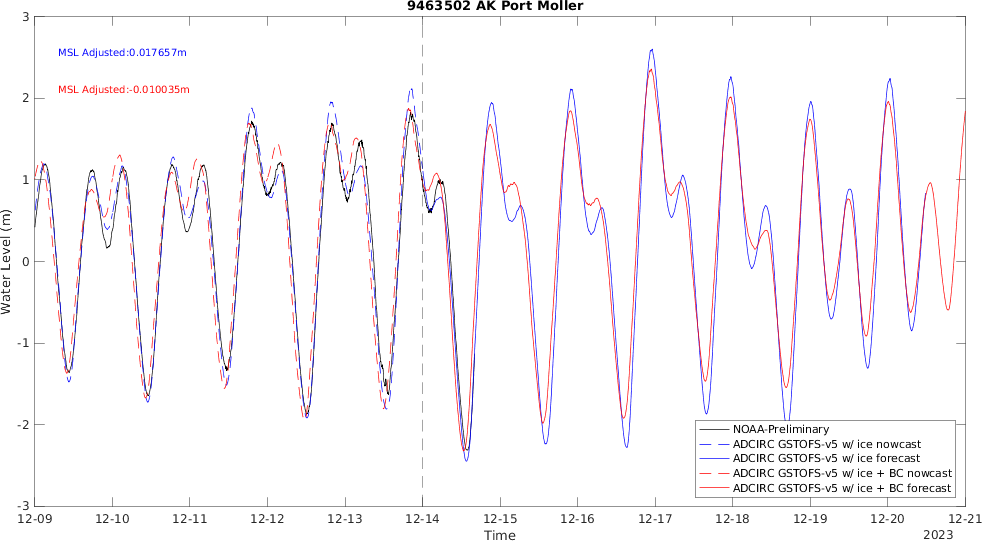 9463502 AK Port Moller
MSL Adjusted:0.017657m
MSL Adjusted:-0.010035m
Water Level (m)
3
2
1
0
-1
-2
-3
NOAA-Preliminary
ADCIRC GSTOFS-v5 w/ ice nowcast
ADCIRC GSTOFS-v5 w/ ice forecast
ADCIRC GSTOFS-v5 w/ ice + BC nowcast
ADCIRC GSTOFS-v5 w/ ice + BC forecast
12-09 12-10 12-11 12-12 12-13 12-14 12-15 12-16 12-17 12-18 12-19 12-20 12-21
Time
2023